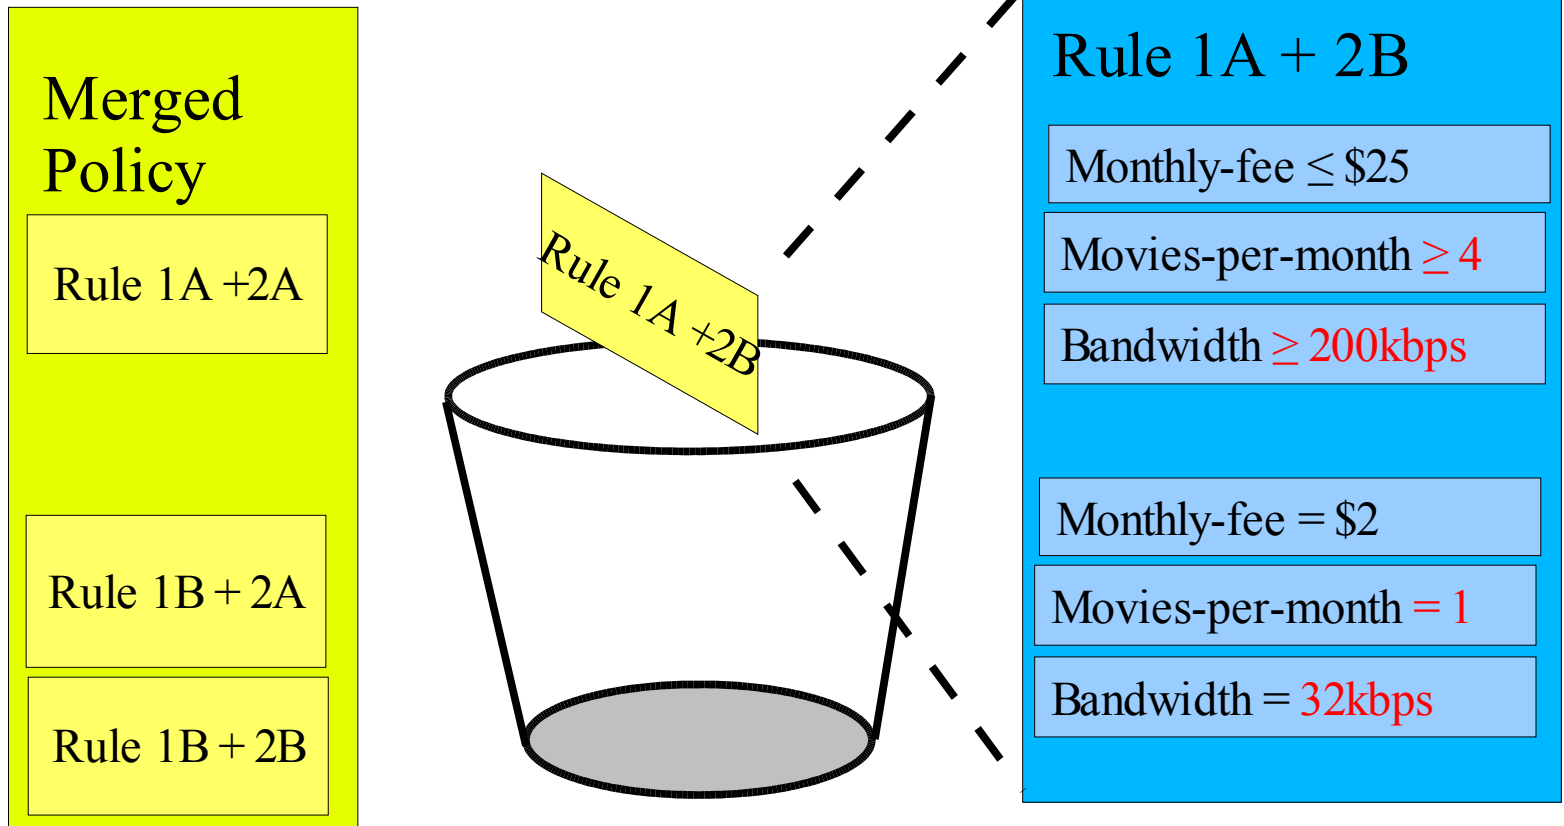 Merged
Policy
Rule 1A +2A
Rule 1B + 2A
Rule 1B + 2B
Rule 1A +2B
Rule 1A + 2B
Monthly-fee ≤ $25
Movies-per-month ≥ 4
Bandwidth ≥ 200kbps
Monthly-fee = $2
Movies-per-month = 1
Bandwidth = 32kbps